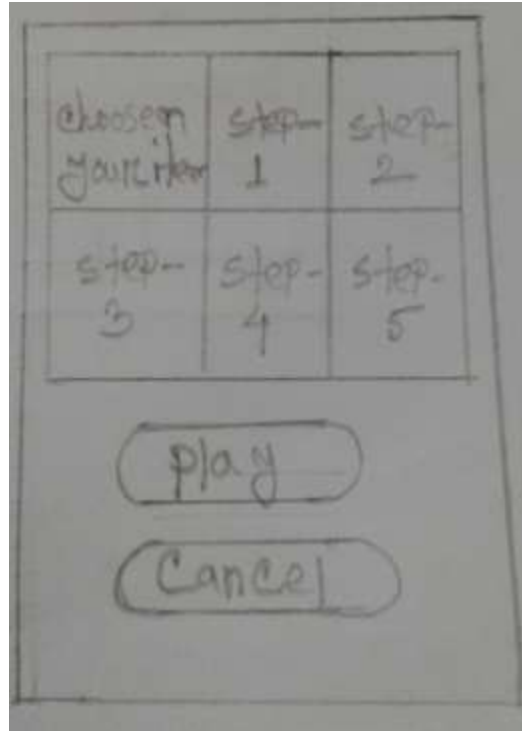 choosen step- step-
your item 1 2
step- step- step-
3 4 5
play
Cancel